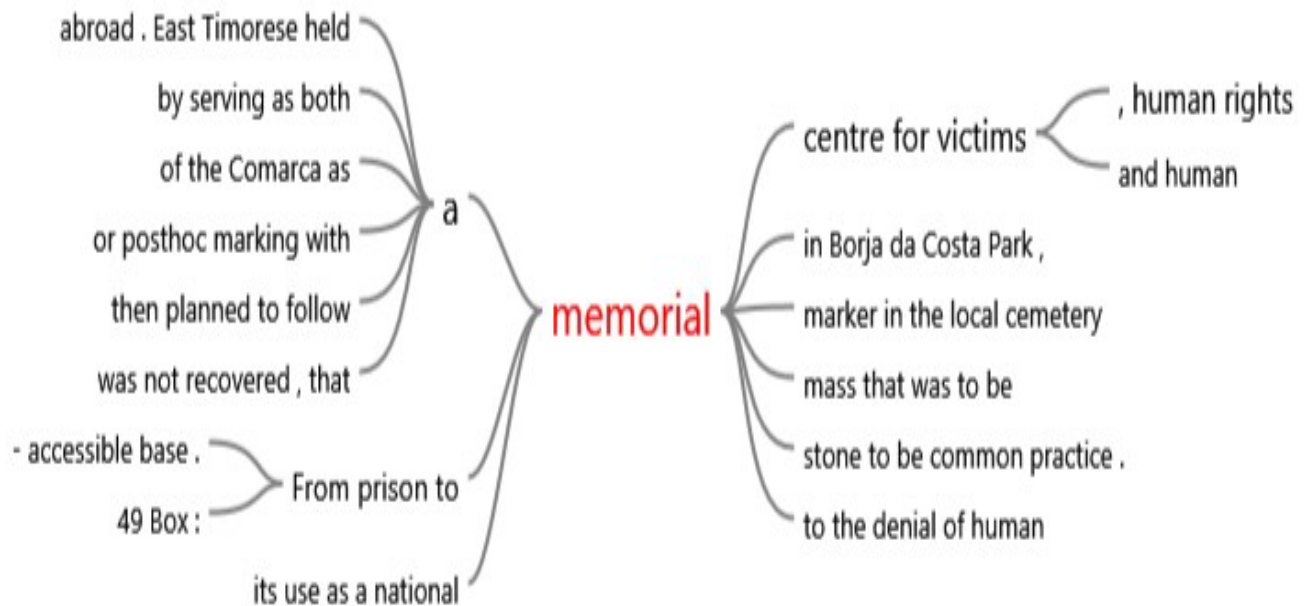 abroad . East Timorese held
by serving as both
of the Comarca as
or posthoc marking with
then planned to follow
was not recovered , that
a
- accessible base .
49 Box :
From prison to
its use as a national
memorial
centre for victims
, human rights
and human
in Borja da Costa Park ,
marker in the local cemetery
mass that was to be
stone to be common practice .
to the denial of human